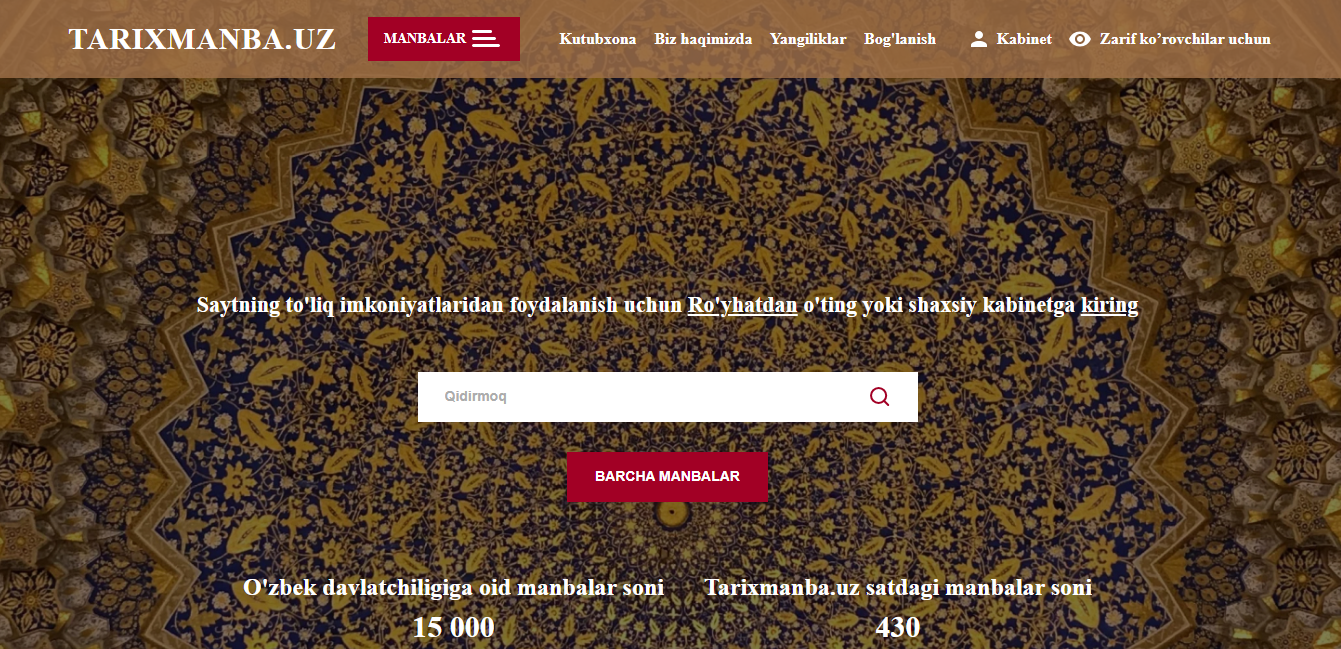 TARIXMANBA.UZ
MANBALAR
Kutubxona Biz haqimizda Yangiliklar Bog'lanish
Kabinet
Zarif ko’rovchilar uchun
Saytning to'liq imkoniyatlaridan foydalanish uchun Ro'yhatdan o'ting yoki shaxsiy kabinetga kiring
Qidirmoq
BARCHA MANBALAR
O'zbek davlatchiligiga oid manbalar soni
15 000
Tarixmanba.uz satdagi manbalar soni
430